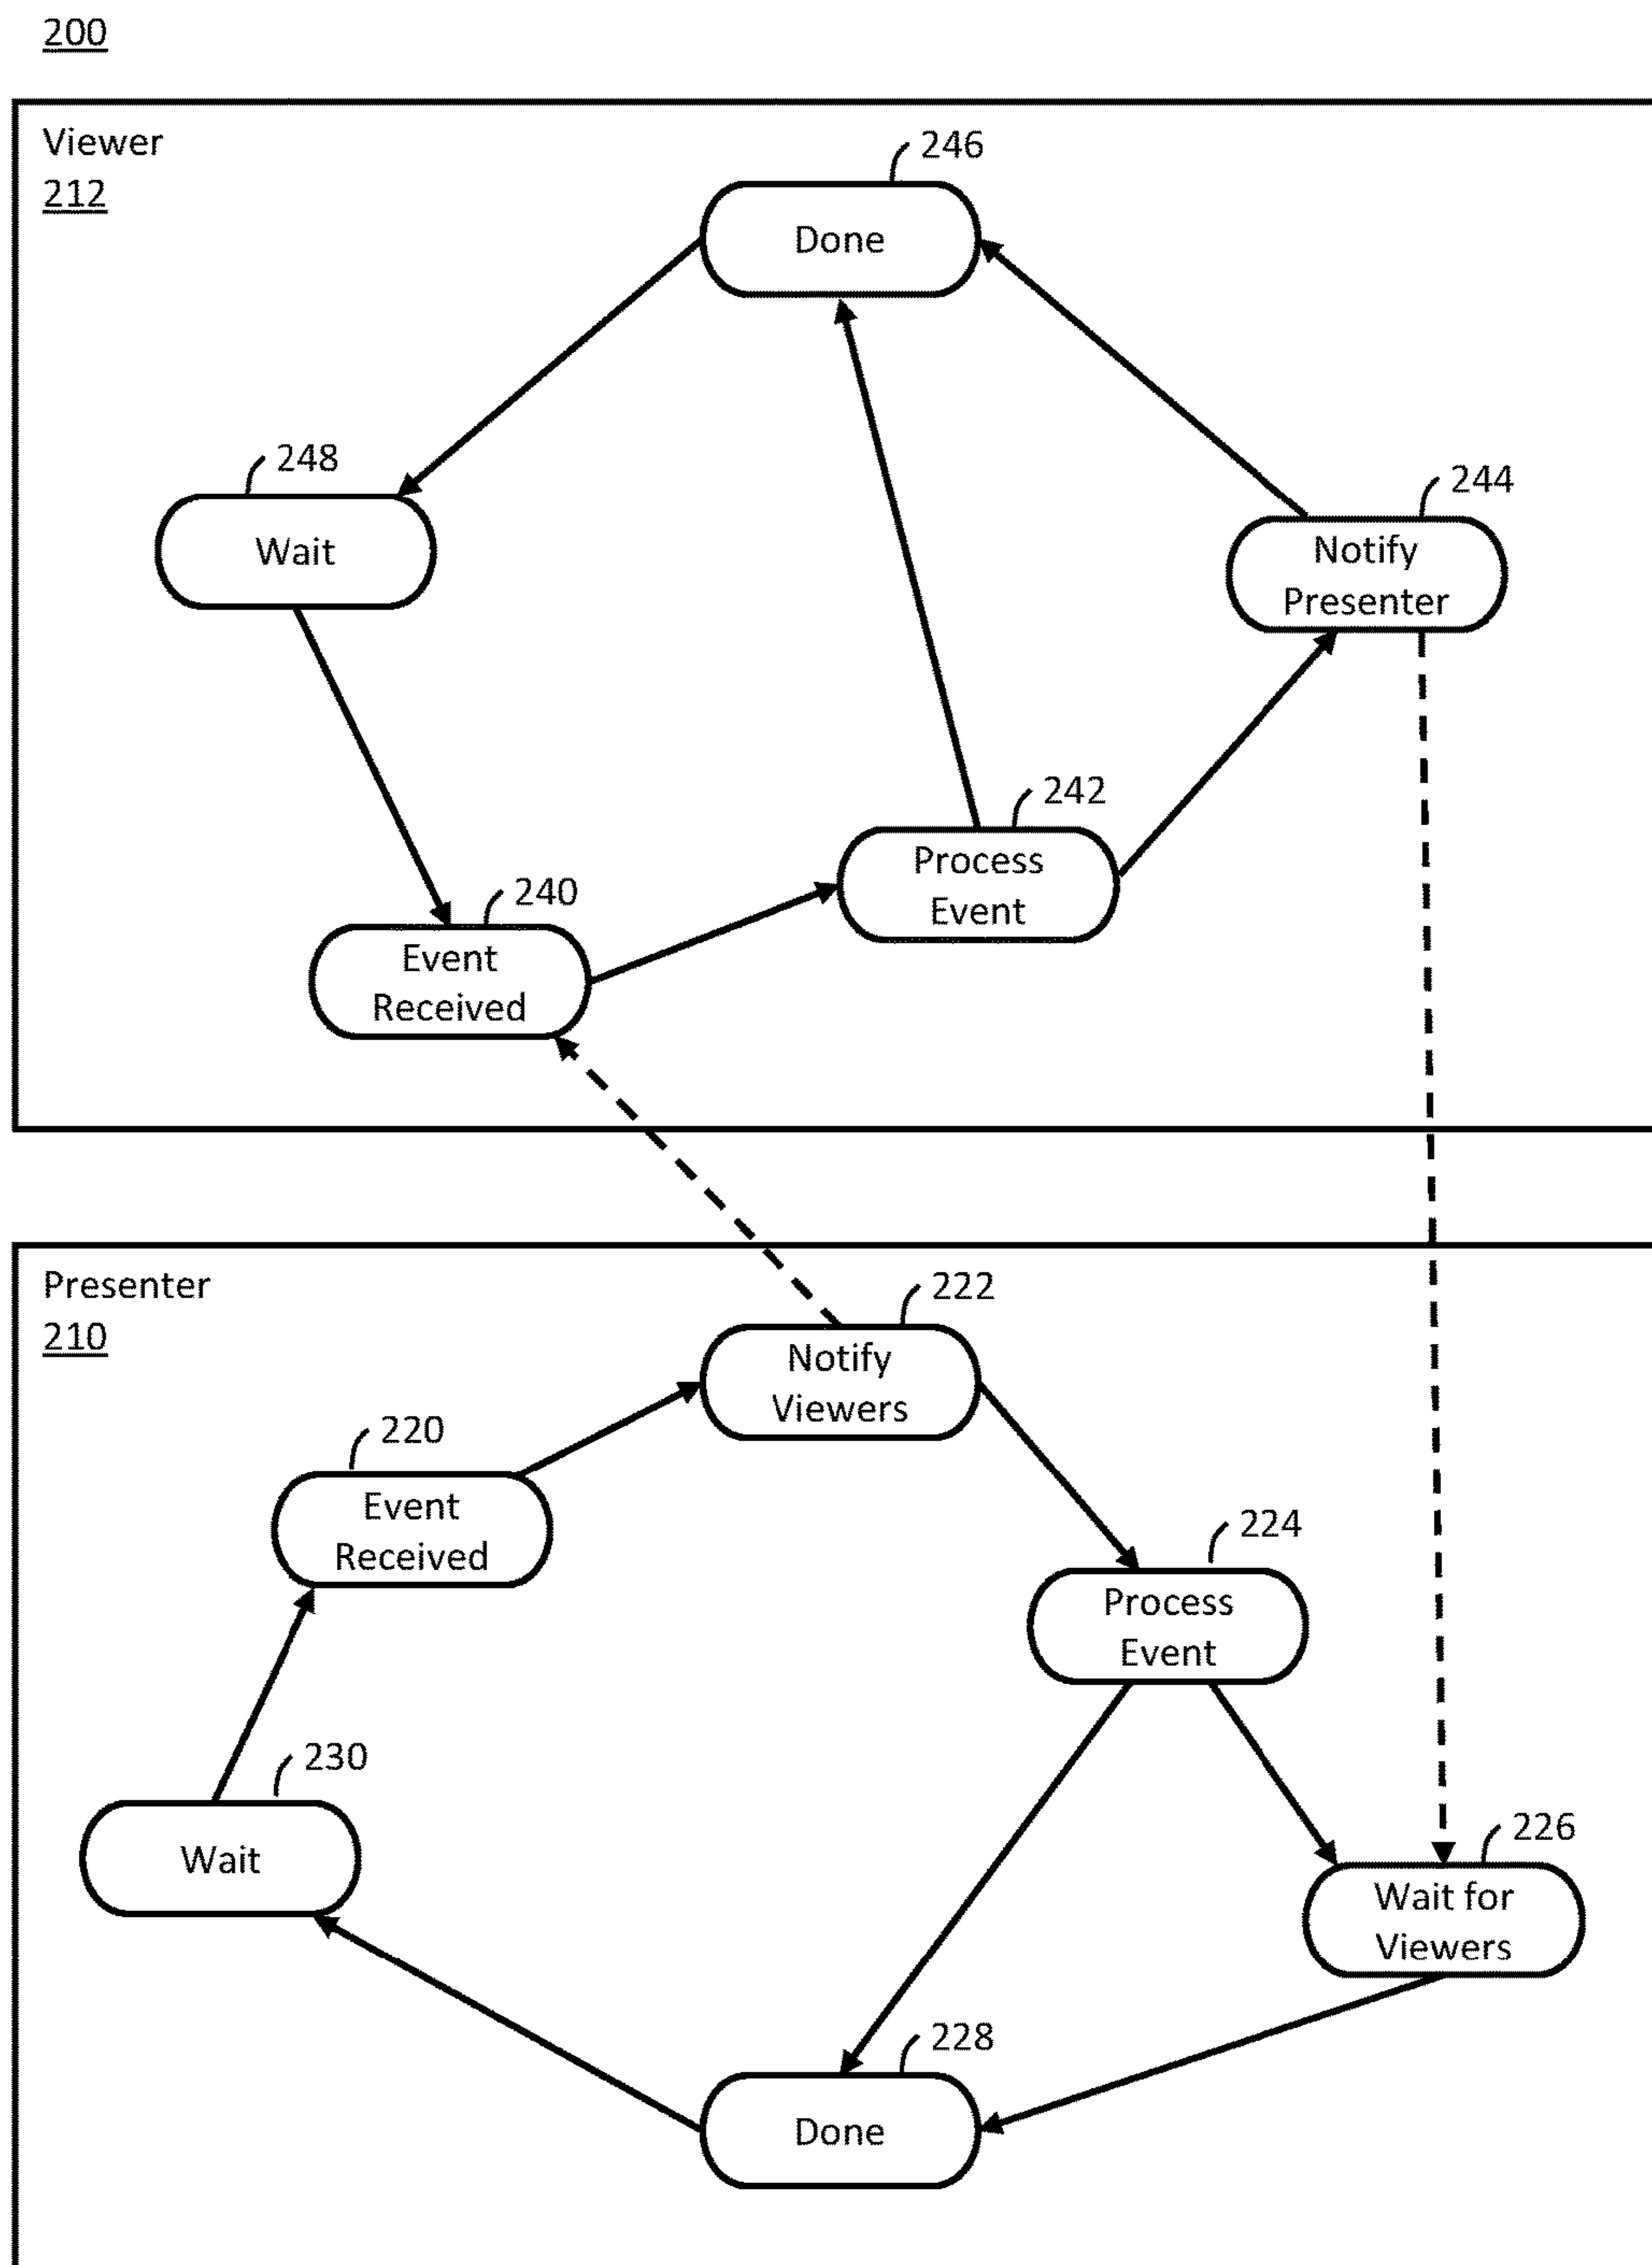 200
Viewer
212
246
Done
248
Wait
244
Notify
Presenter
242
Process
Event
240
Event
Received
Presenter
210
222
Notify
Viewers
220
Event
Received
224
Process
Event
230
Wait
226
Wait for
Viewers
228
Done